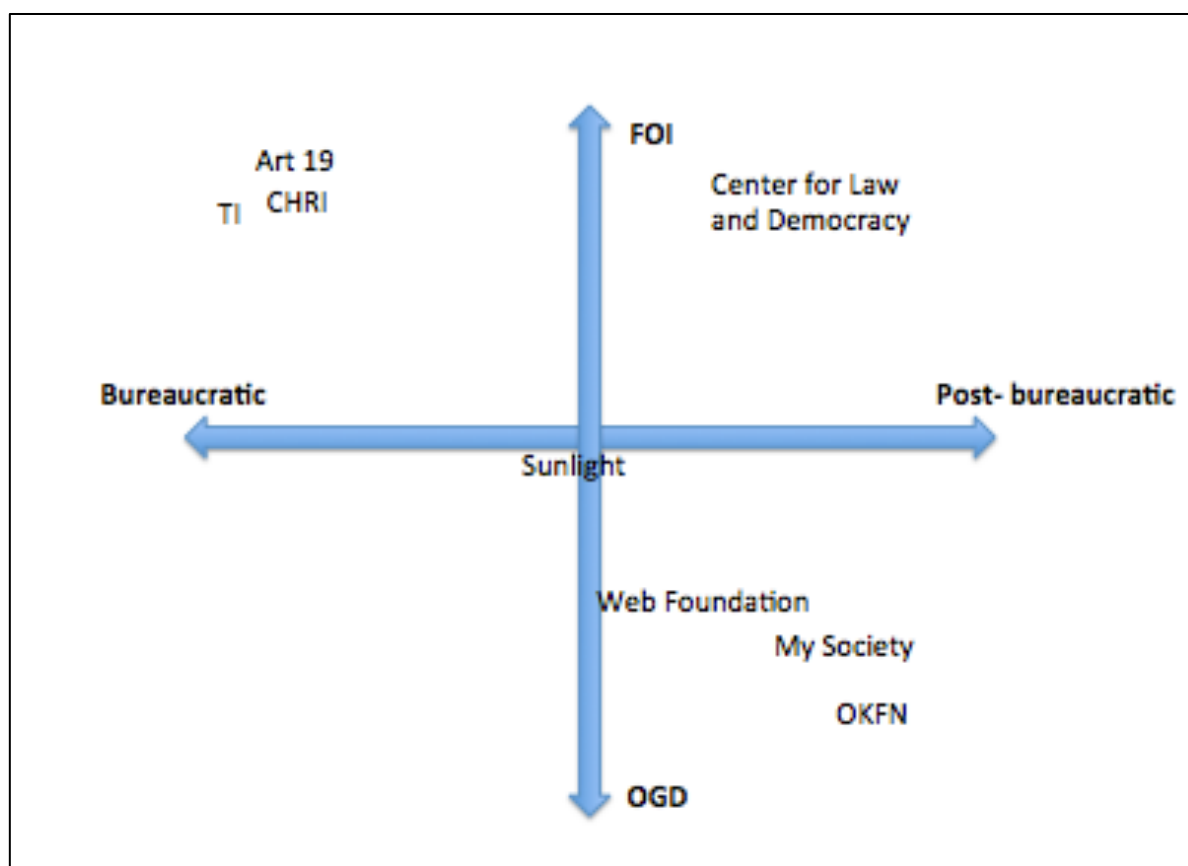 FOI
Art 19
CHRI
TI
Center for Law
and Democracy
Bureaucratic
Post- bureaucratic
Sunlight
Web Foundation
My Society
OKFN
OGD